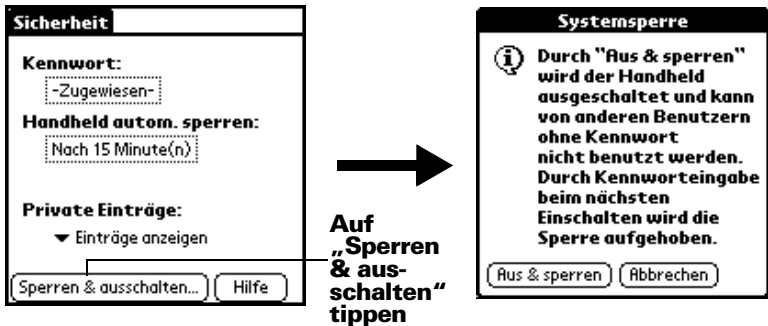 Sicherheit
Kennwort:
-Zugewiesen-
Handheld autom. sperren:
Nach 15 Minute(n)
Private Einträge:
Einträge anzeigen
Sperren & ausschalten...
Hilfe
Auf
„Sperren
& aus-
schalten“
tippen
Systemsperre
Durch "Aus & sperren"
wird der Handheld
ausgeschaltet und kann
von anderen Benutzern
ohne Kennwort
nicht benutzt werden.
Durch Kennworteingabe
beim nächsten
Einschalten wird die
Sperre aufgehoben.
Aus & sperren
Abbrechen